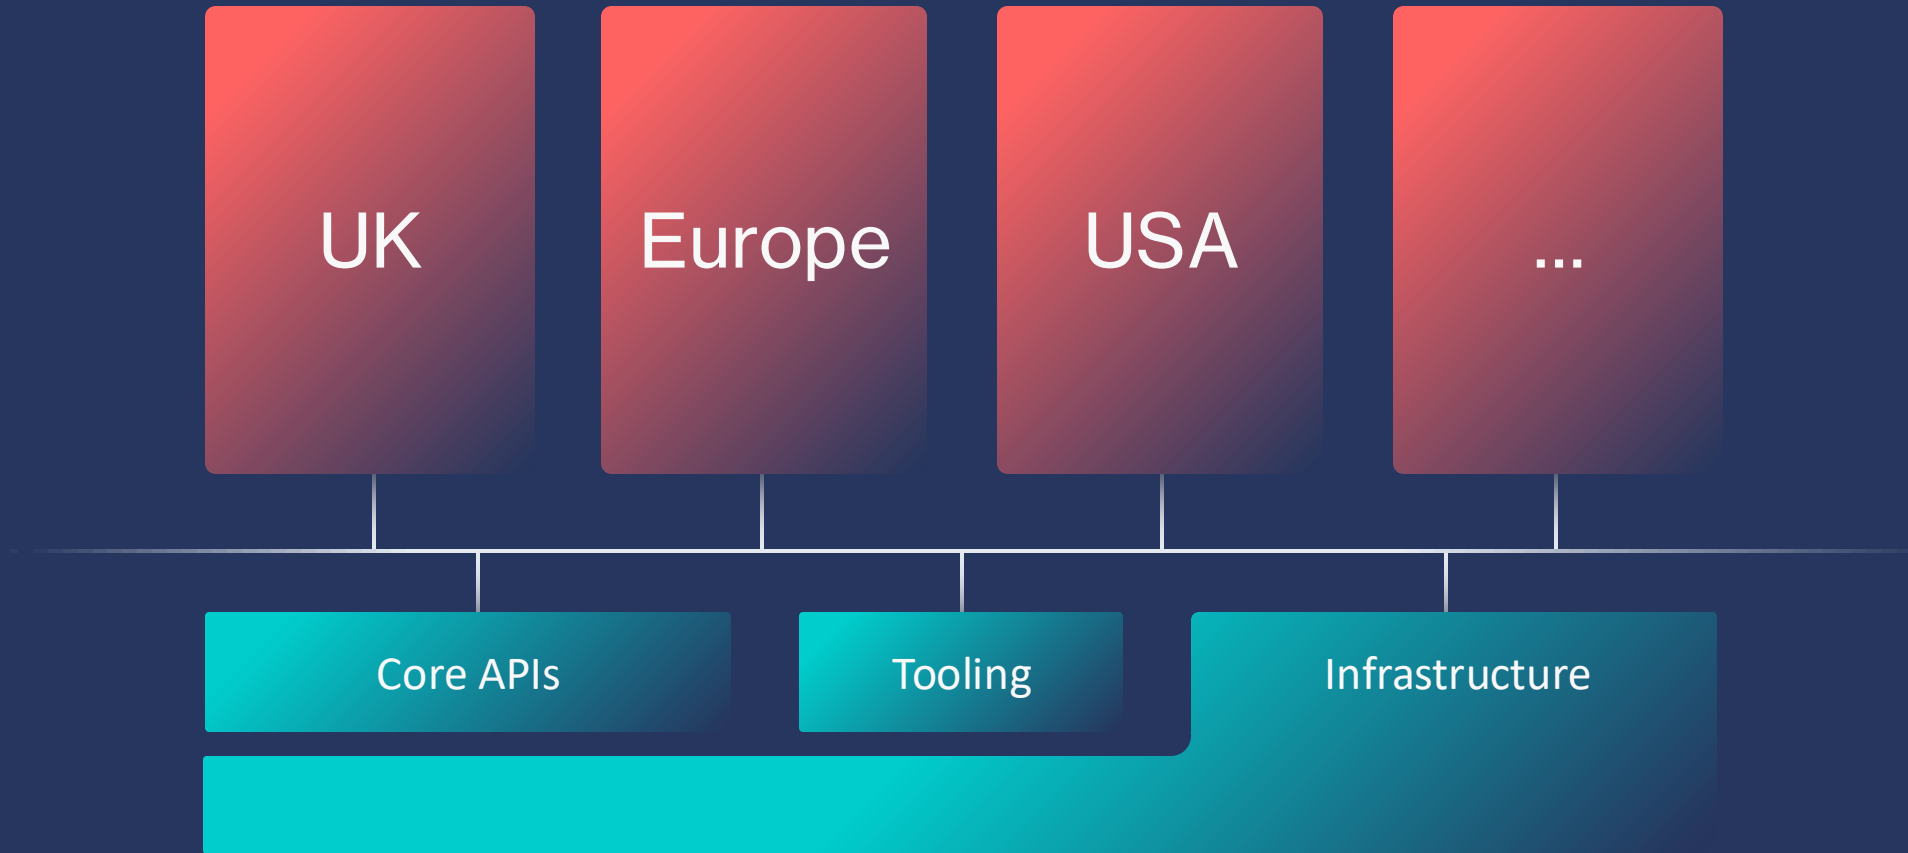 UK
Europe
USA
...
Core APIs
Tooling
Infrastructure